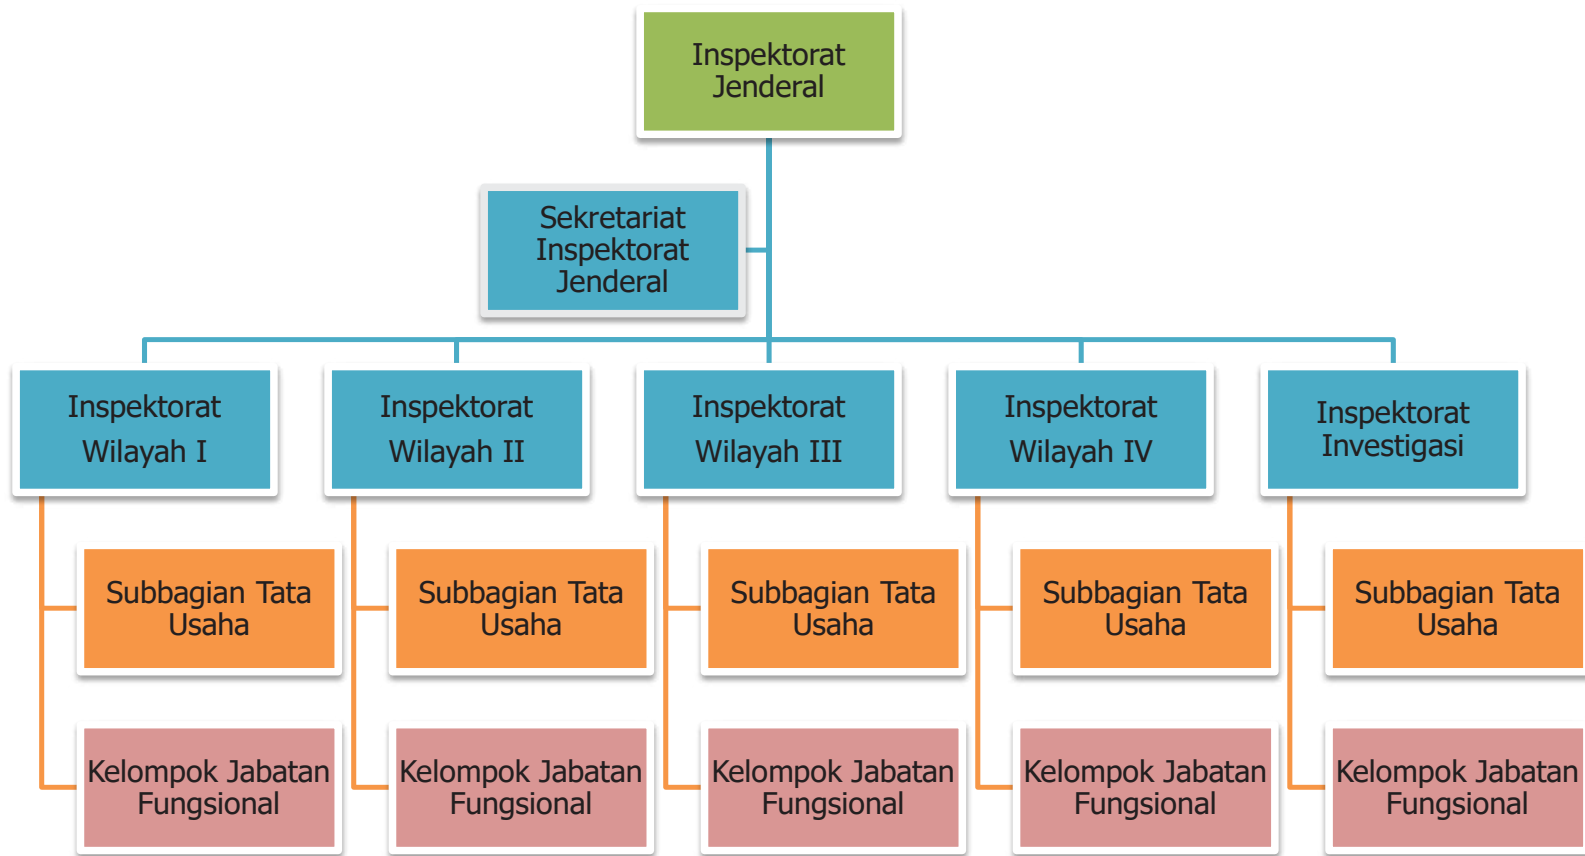 Inspektorat
Jenderal
Sekretariat
Inspektorat
Jenderal
Inspektorat
Wilayah I
Inspektorat
Wilayah II
Inspektorat
Wilayah III
Inspektorat
Wilayah IV
Inspektorat
Investigasi
Subbagian Tata
Usaha
Subbagian Tata
Usaha
Subbagian Tata
Usaha
Subbagian Tata
Usaha
Subbagian Tata
Usaha
Kelompok Jabatan
Fungsional
Kelompok Jabatan
Fungsional
Kelompok Jabatan
Fungsional
Kelompok Jabatan
Fungsional
Kelompok Jabatan
Fungsional